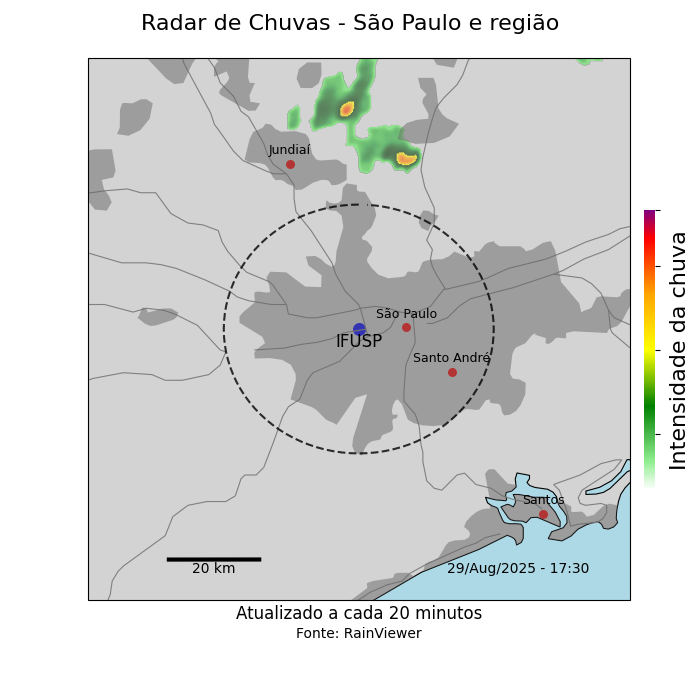 Radar de Chuvas - São Paulo e região
Jundiaí
São Paulo
IFUSP
Santo André
Santos
20 km
29/Aug/2025 - 17:30
Intensidade da chuva
Atualizado a cada 20 minutos
Fonte: RainViewer